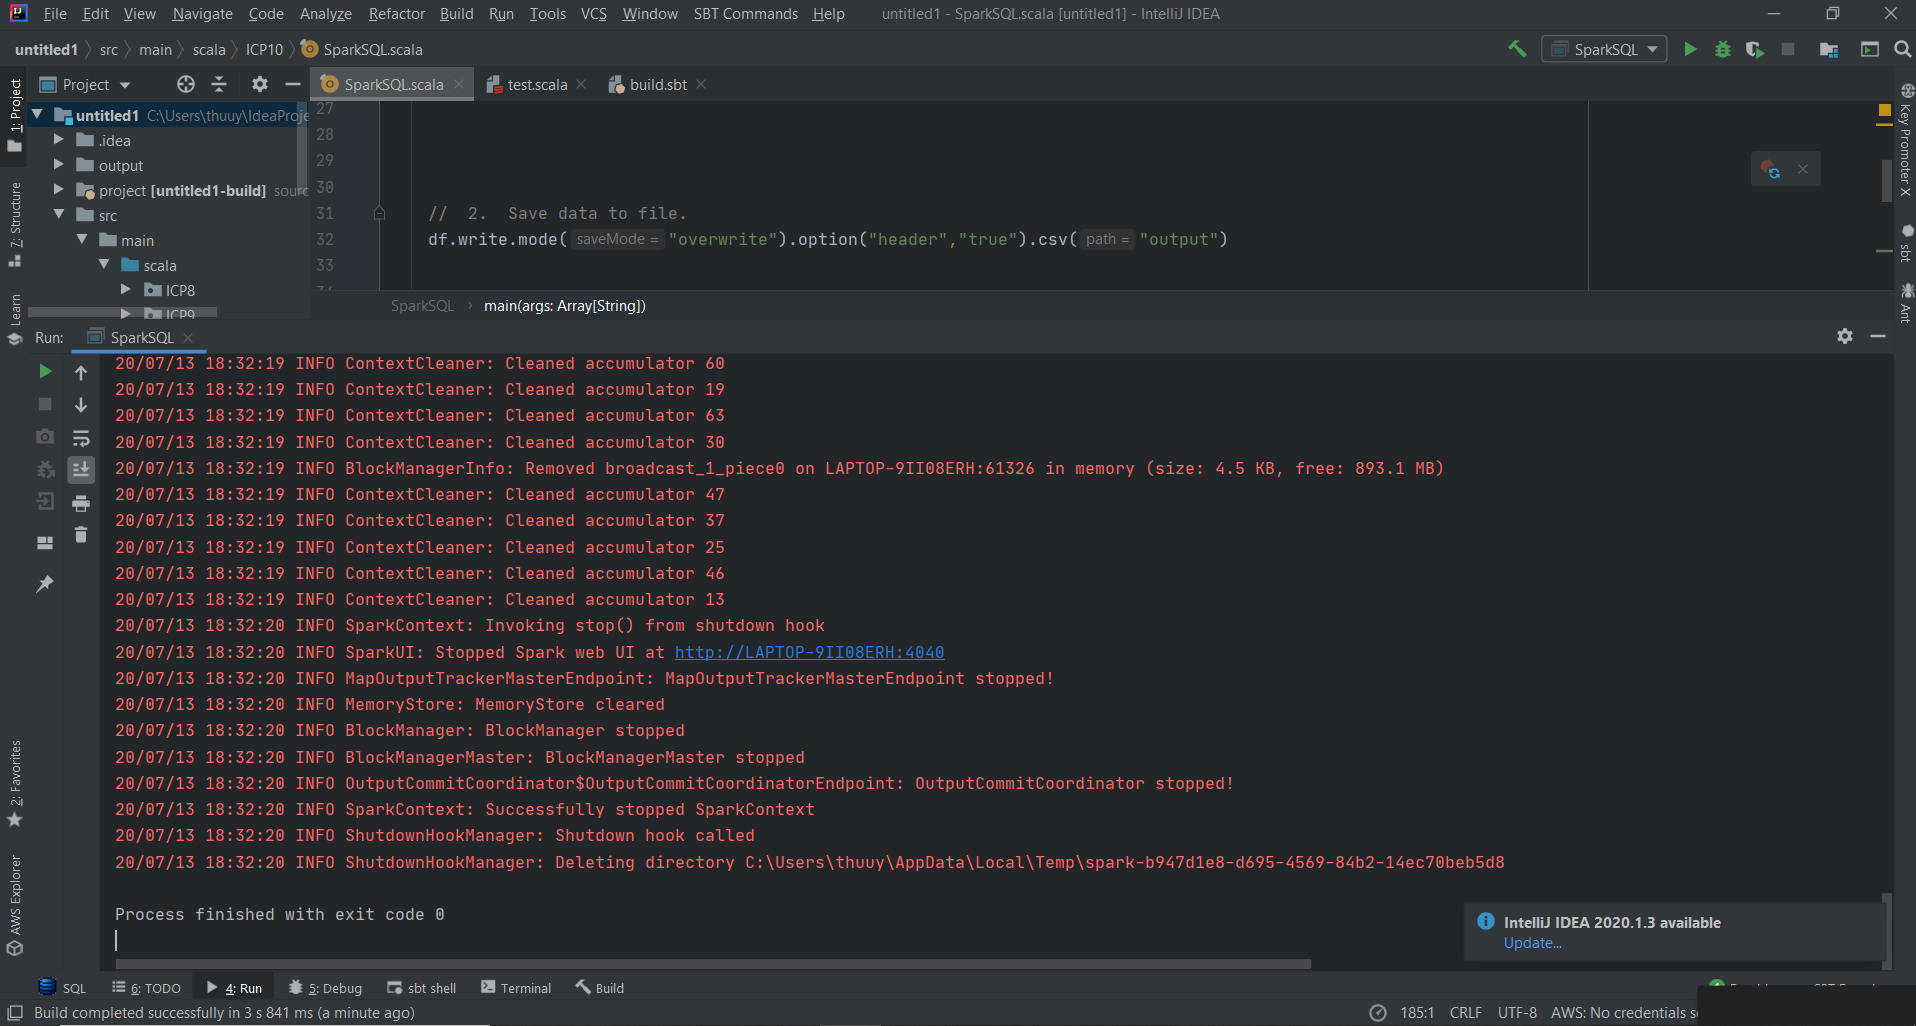 File Edit View Navigate Code Analyze Refactor Build Run Tools VCS Window SBT Commands Help untitled1 - SparkSQL.scala [untitled1] - IntelliJ IDEA
untitled1 src main scala ICP10 SparkSQL.scala SparkSQL
Project SparkSQL.scala test.scala build.sbt
1: Project
7: Structure
Learn
2: Favorites
AWS Explorer
untitled1 C:\Users\thuuy\IdeaProje
.idea
output
project [untitled1-build] sourc
src
main
scala
ICP8
ICP9
27
28
29
30
31 // 2. Save data to file.
32 df.write.mode( saveMode = "overwrite").option("header","true").csv( path = "output")
33
SparkSQL › main(args: Array[String])
Key Promoter X
sbt
Ant
Run: SparkSQL
20/07/13 18:32:19 INFO ContextCleaner: Cleaned accumulator 60
20/07/13 18:32:19 INFO ContextCleaner: Cleaned accumulator 19
20/07/13 18:32:19 INFO ContextCleaner: Cleaned accumulator 63
20/07/13 18:32:19 INFO ContextCleaner: Cleaned accumulator 30
20/07/13 18:32:19 INFO BlockManagerInfo: Removed broadcast_1_piece0 on LAPTOP-9II08ERH:61326 in memory (size: 4.5 KB, free: 893.1 MB)
20/07/13 18:32:19 INFO ContextCleaner: Cleaned accumulator 47
20/07/13 18:32:19 INFO ContextCleaner: Cleaned accumulator 37
20/07/13 18:32:19 INFO ContextCleaner: Cleaned accumulator 25
20/07/13 18:32:19 INFO ContextCleaner: Cleaned accumulator 46
20/07/13 18:32:19 INFO ContextCleaner: Cleaned accumulator 13
20/07/13 18:32:20 INFO SparkContext: Invoking stop() from shutdown hook
20/07/13 18:32:20 INFO SparkUI: Stopped Spark web UI at http://LAPTOP-9II08ERH:4040
20/07/13 18:32:20 INFO MapOutputTrackerMasterEndpoint: MapOutputTrackerMasterEndpoint stopped!
20/07/13 18:32:20 INFO MemoryStore: MemoryStore cleared
20/07/13 18:32:20 INFO BlockManager: BlockManager stopped
20/07/13 18:32:20 INFO BlockManagerMaster: BlockManagerMaster stopped
20/07/13 18:32:20 INFO OutputCommitCoordinator$OutputCommitCoordinatorEndpoint: OutputCommitCoordinator stopped!
20/07/13 18:32:20 INFO SparkContext: Successfully stopped SparkContext
20/07/13 18:32:20 INFO ShutdownHookManager: Shutdown hook called
20/07/13 18:32:20 INFO ShutdownHookManager: Deleting directory C:\Users\thuuy\AppData\Local\Temp\spark-b947d1e8-d695-4569-84b2-14ec70beb5d8
Process finished with exit code 0
IntelliJ IDEA 2020.1.3 available
Update...
SQL 6: TODO 4: Run 5: Debug sbt shell Terminal Build
Build completed successfully in 3 s 841 ms (a minute ago) 185:1 CRLF UTF-8 AWS: No credentials s